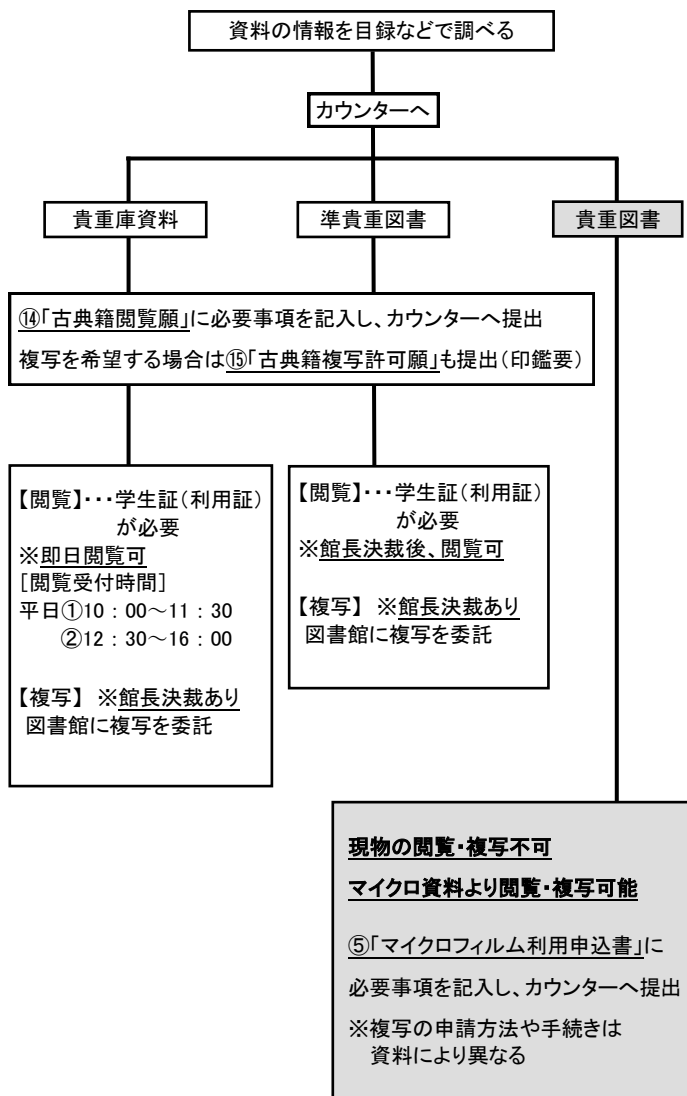 資料の情報を目録などで調べる
カウンターへ
貴重庫資料
準貴重図書
貴重図書
⑭「古典籍閲覧願」に必要事項を記入し、カウンターへ提出
複写を希望する場合は⑮「古典籍複写許可願」も提出(印鑑要)
【閲覧】・・・学生証(利用証)
が必要
※即日閲覧可
[閲覧受付時間]
平日①10:00~11:30
②12:30~16:00
【複写】 ※館長決裁あり
図書館に複写を委託
【閲覧】・・・学生証(利用証)
が必要
※館長決裁後、閲覧可
【複写】 ※館長決裁あり
図書館に複写を委託
現物の閲覧・複写不可
マイクロ資料より閲覧・複写可能
⑤「マイクロフィルム利用申込書」に
必要事項を記入し、カウンターへ提出
※複写の申請方法や手続きは
資料により異なる